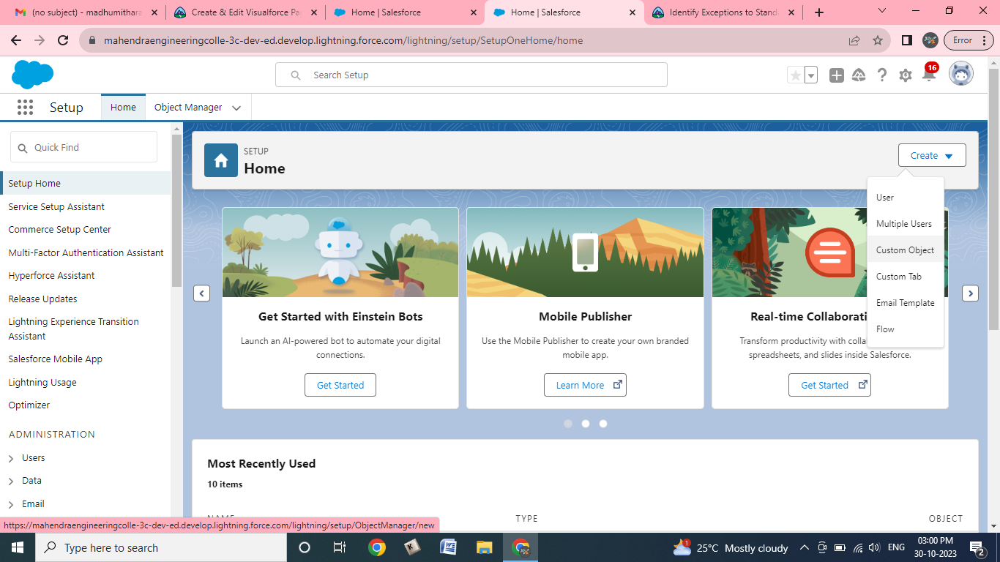 (no subject) - madhumithara
Create & Edit Visualforce Pa
Home | Salesforce
Home | Salesforce
Identify Exceptions to Stand
mahendraengineeringcolle-3c-dev-ed.develop.lightning.force.com/lightning/setup/SetupOneHome/home
Error
Search Setup
16
Setup
Home
Object Manager
Quick Find
Setup Home
Service Setup Assistant
Commerce Setup Center
Multi-Factor Authentication Assistant
Hyperforce Assistant
Release Updates
Lightning Experience Transition
Assistant
Salesforce Mobile App
Lightning Usage
Optimizer
ADMINISTRATION
Users
Data
Email
SETUP
Home
Create
User
Multiple Users
Custom Object
Custom Tab
Email Template
Flow
Get Started with Einstein Bots
Launch an AI-powered bot to automate your digital
connections.
Get Started
Mobile Publisher
Use the Mobile Publisher to create your own branded
mobile app.
Learn More
Real-time Collaborati
Transform productivity with colla
spreadsheets, and slides inside Salesforce.
Get Started
Most Recently Used
10 items
NAME
TYPE
OBJECT
https://mahendraengineeringcolle-3c-dev-ed.develop.lightning.force.com/lightning/setup/ObjectManager/new
Type here to search
1
25°C Mostly cloudy
ENG
03:00 PM
30-10-2023
2